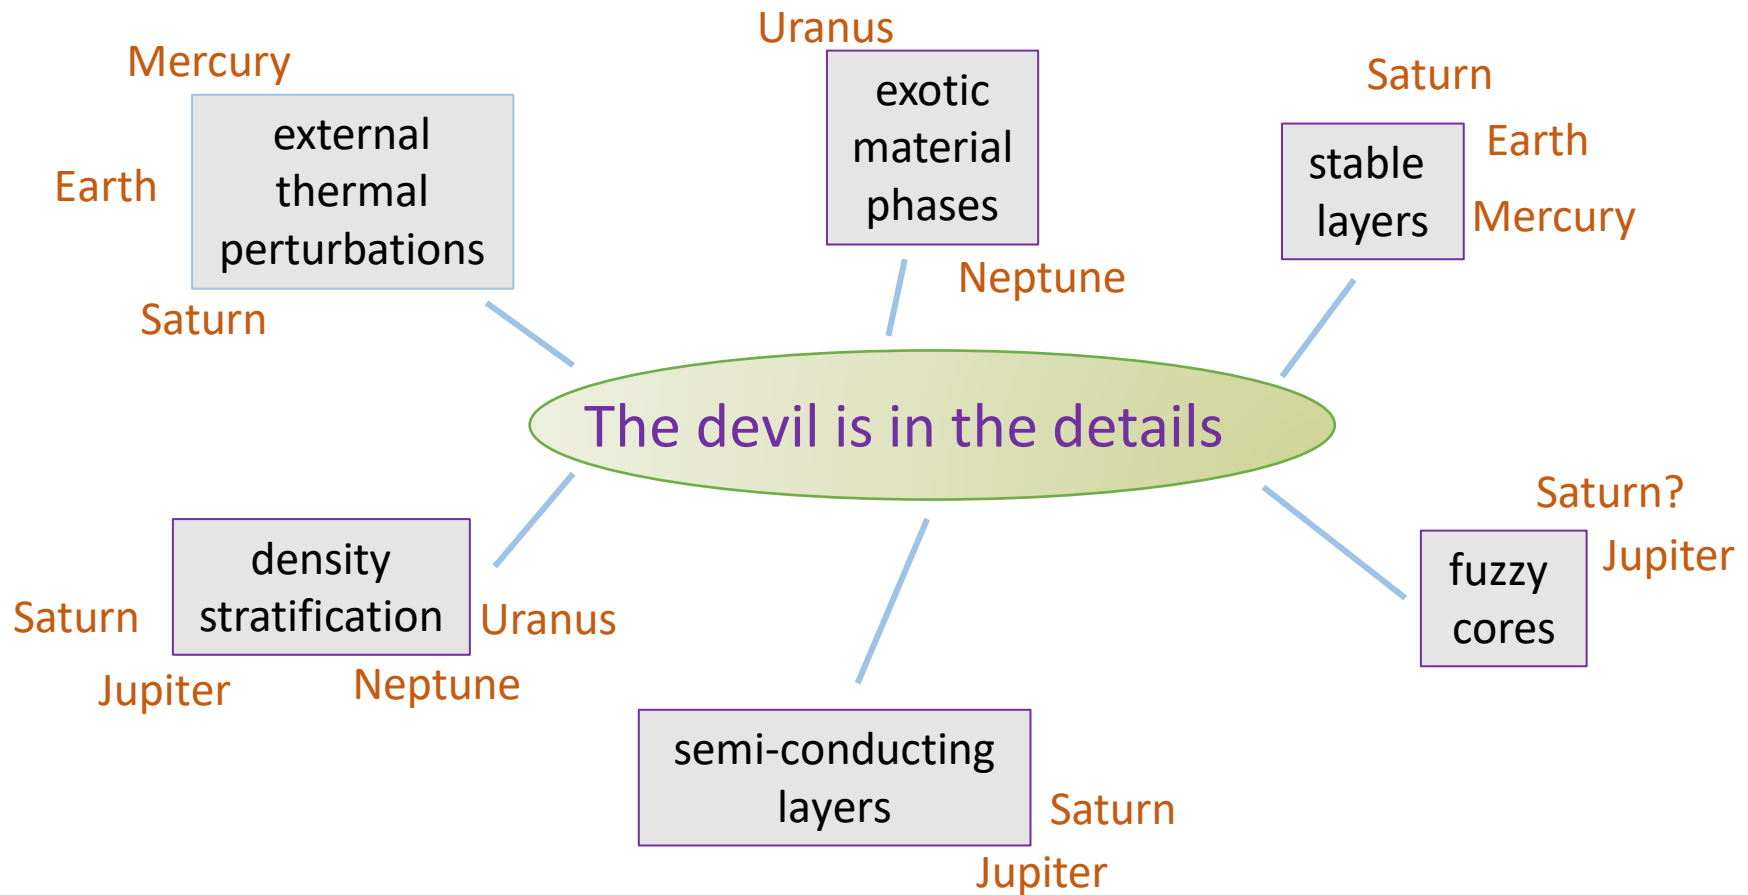 Uranus
Mercury
exotic
material
phases
Saturn
external
thermal
perturbations
Earth
stable
layers
Earth
Mercury
Neptune
Saturn
The devil is in the details
Saturn?
Jupiter
fuzzy
cores
density
stratification
Saturn
Uranus
Jupiter
Neptune
semi-conducting
layers
Saturn
Jupiter